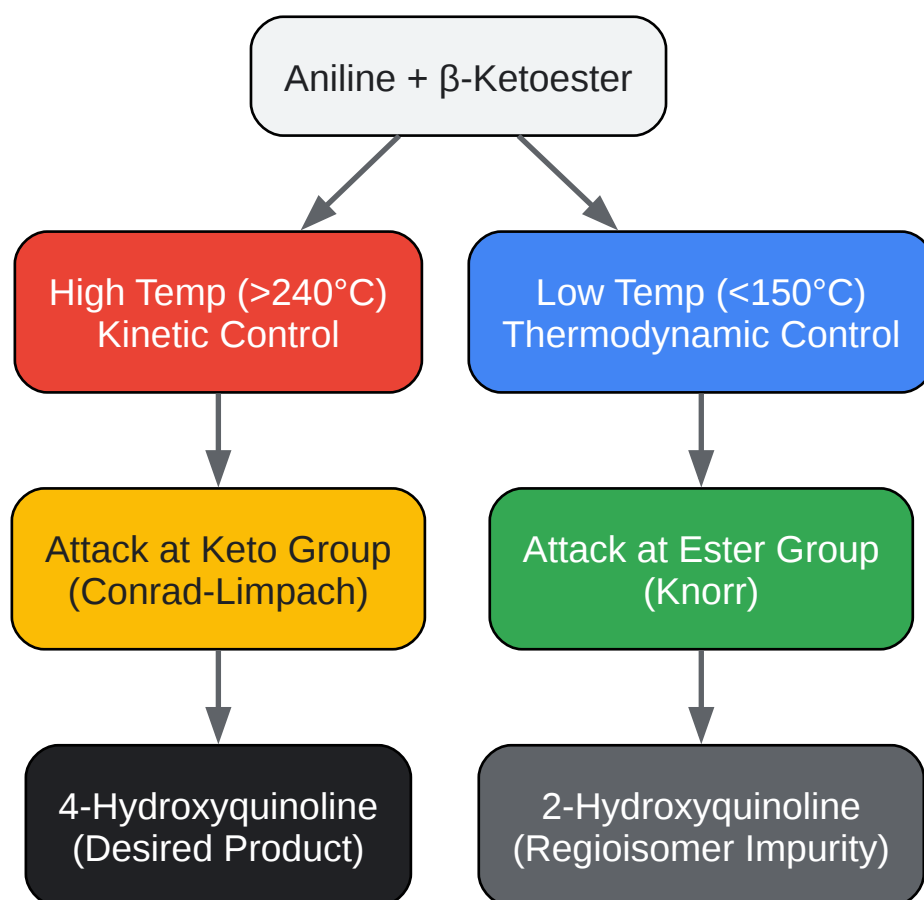 Aniline + β-Ketoester
High Temp (>240°C)
Kinetic Control
Low Temp (<150°C)
Thermodynamic Control
Attack at Keto Group
(Conrad-Limpach)
Attack at Ester Group
(Knorr)
4-Hydroxyquinoline
(Desired Product)
2-Hydroxyquinoline
(Regioisomer Impurity)